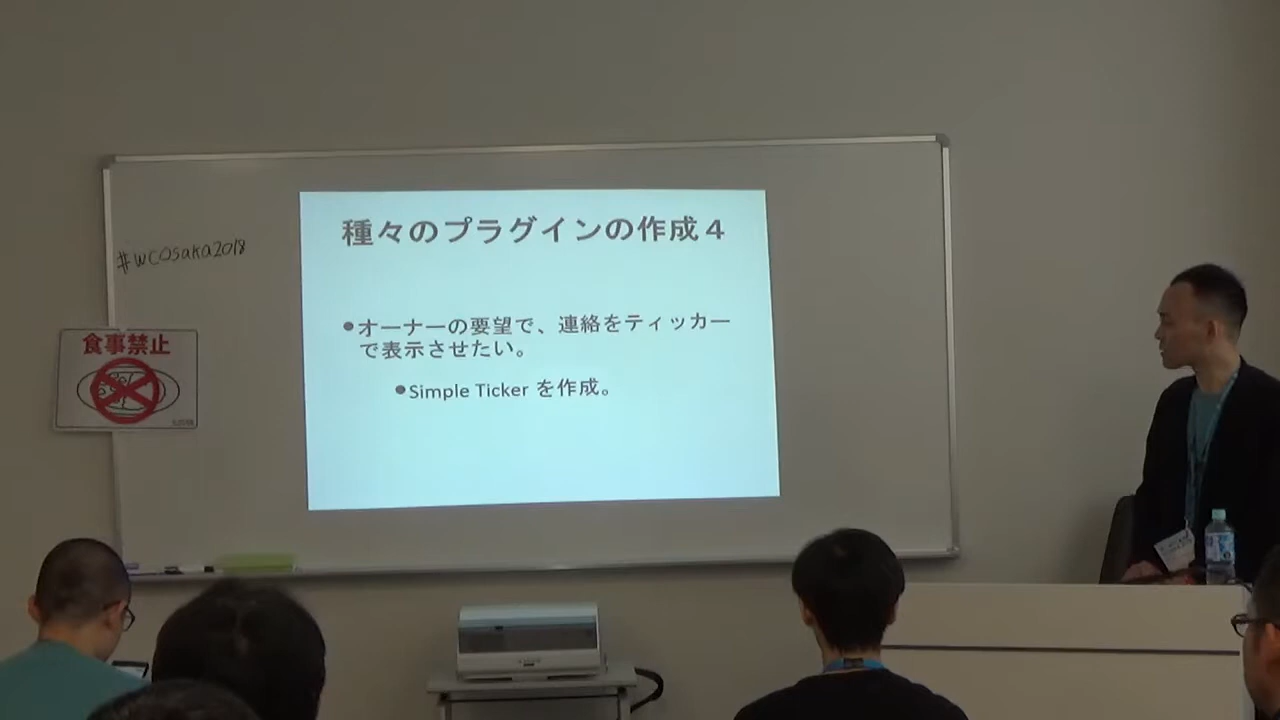 種々のプラグインの作成４
#WCOsaka2018
●オーナーの要望で、連絡をティッカー
で表示させたい。
●Simple Ticker を作成。
食事禁止